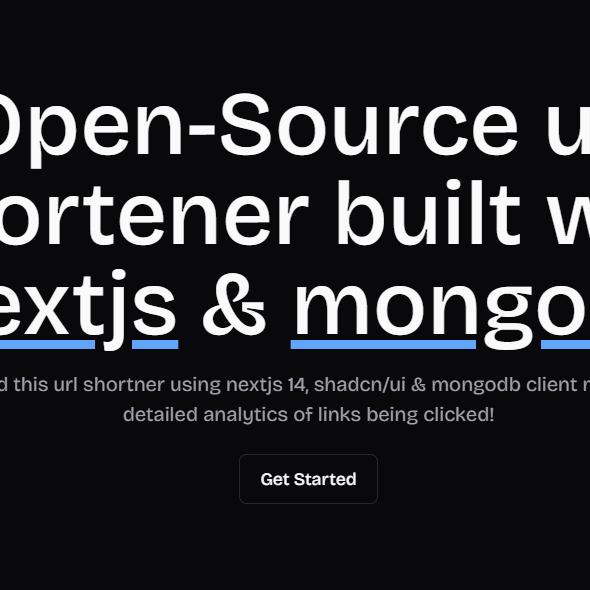 Open-Source u
ortener built w
extjs & mongo
d this url shortner using nextjs 14, shadcn/ui & mongodb client
detailed analytics of links being clicked!
Get Started